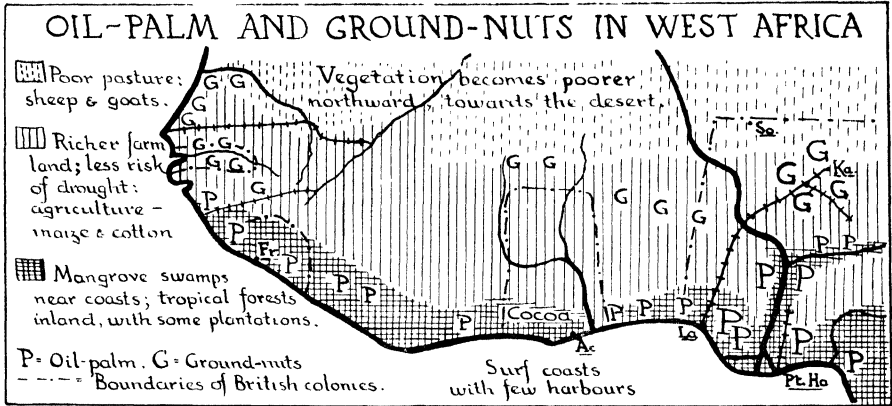 OIL-PALM AND GROUND-NUTS IN WEST AFRICA
Poor pasture:
sheep & goats.
Vegetation becomes poorer
northward, towards the desert.
Richer farm
land; less risk
of drought:
agriculture -
maize & cotton
Mangrove swamps
near coasts; tropical forests
inland, with some plantations.
P = Oil-palm. G = Ground-nuts
Boundaries of British colonies.
Surf coasts
with few harbours
G G
G
G
G G
G G
G
P
P
Fr.
P
P
P
P
Cocoa
Ac
G G
G
G
G
P
P
P
La
So
G
Ka
G G
G
P P
P
P
P
P
P
P
Pt. Ha